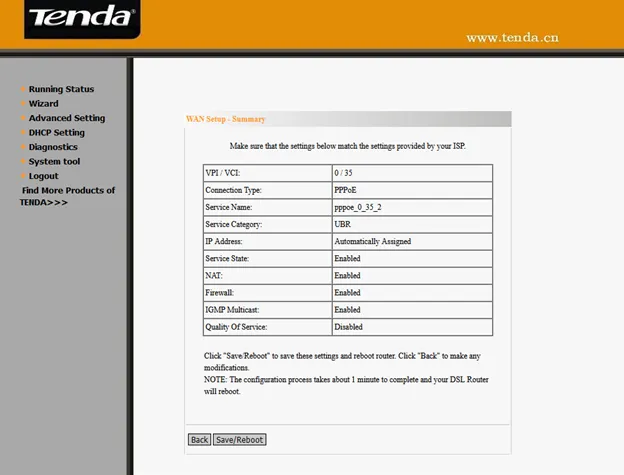 Tenda®
www.tenda.cn
Running Status
Wizard
Advanced Setting
DHCP Setting
Diagnostics
System tool
Logout
Find More Products of
TENDA>>>
WAN Setup - Summary
Make sure that the settings below match the settings provided by your ISP.
VPI / VCI: 0 / 35
Connection Type: PPPoE
Service Name: pppoe_0_35_2
Service Category: UBR
IP Address: Automatically Assigned
Service State: Enabled
NAT: Enabled
Firewall: Enabled
IGMP Multicast: Enabled
Quality Of Service: Disabled
Click "Save/Reboot" to save these settings and reboot router. Click "Back" to make any
modifications.
NOTE: The configuration process takes about 1 minute to complete and your DSL Router
will reboot.
Back Save/Reboot